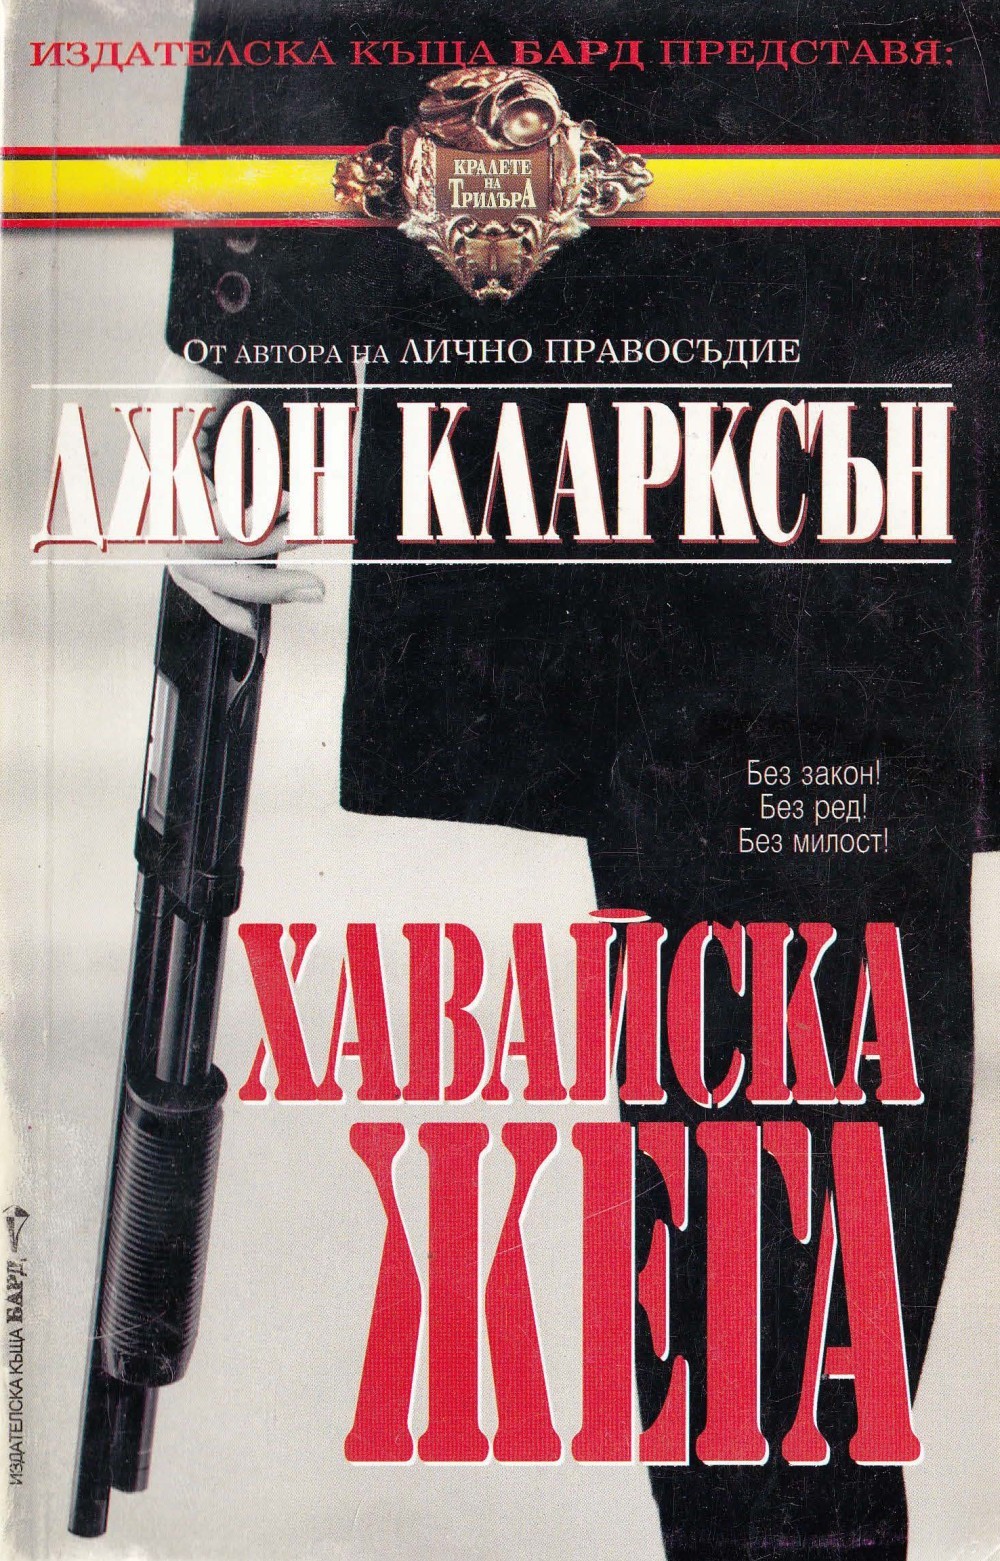 ИЗДАТЕЛСКА КЪЩА БАРД ПРЕДСТАВЯ:
КРАЛЕТЕ
НА
ТРИЛЪРА
ОТ АВТОРА НА ЛИЧНО ПРАВОСЪДИЕ
ДЖОН КЛАРКСЪН
Без закон!
Без ред!
Без милост!
ХАВАЙСКА
ЖЕГА
ИЗДАТЕЛСКА КЪЩА БАРД